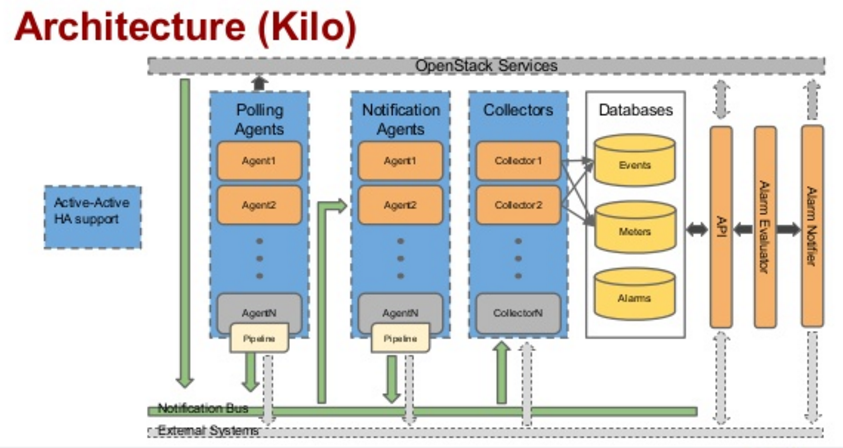 Architecture (Kilo)
OpenStack Services
Active-Active
HA support
Polling
Agents
Agent1
Agent2
AgentN
Pipeline
Notification
Agents
Agent1
Agent2
AgentN
Pipeline
Collectors
Collector1
Collector2
CollectorN
Databases
Events
Meters
Alarms
API
Alarm Evaluator
Alarm Notifier
Notification Bus
External Systems